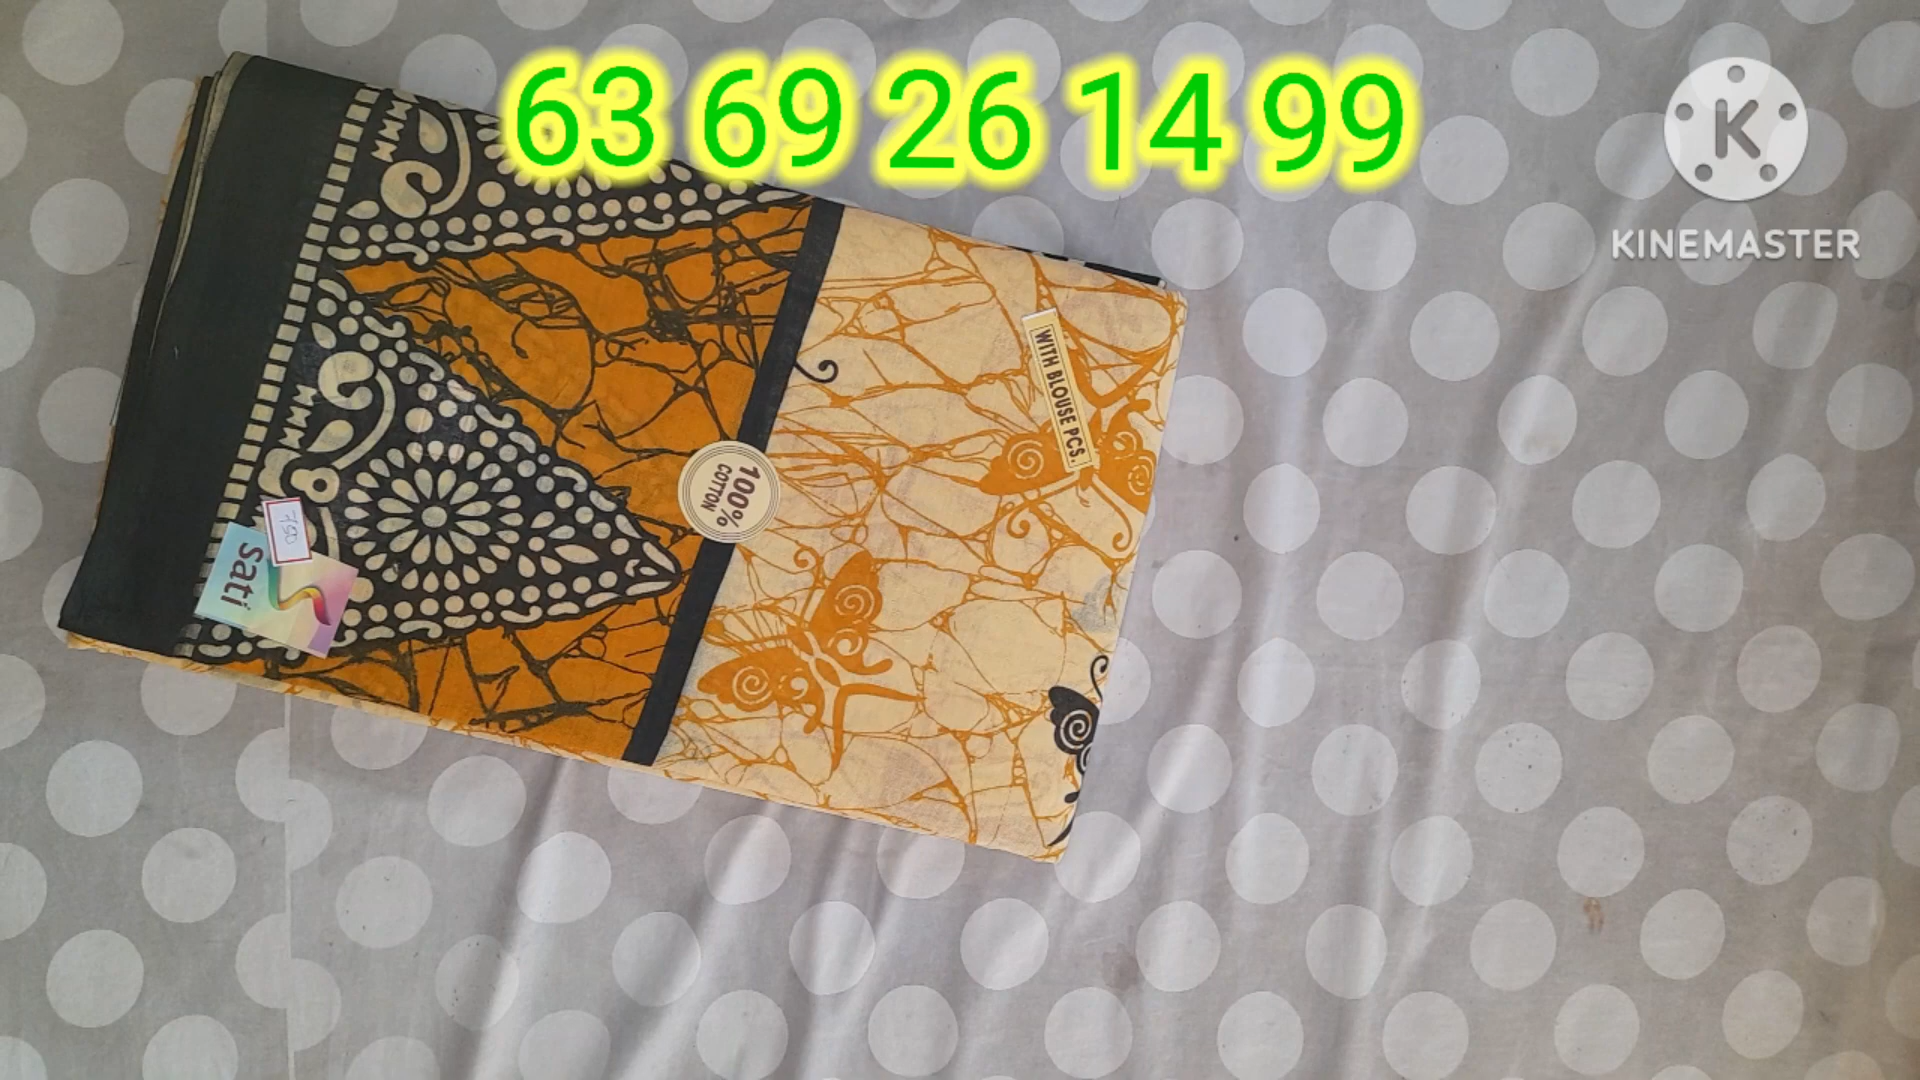 63 69 26 14 99
K
KINEMASTER
WITH BLOUSE PCS.
100%
COTTON
750
sati